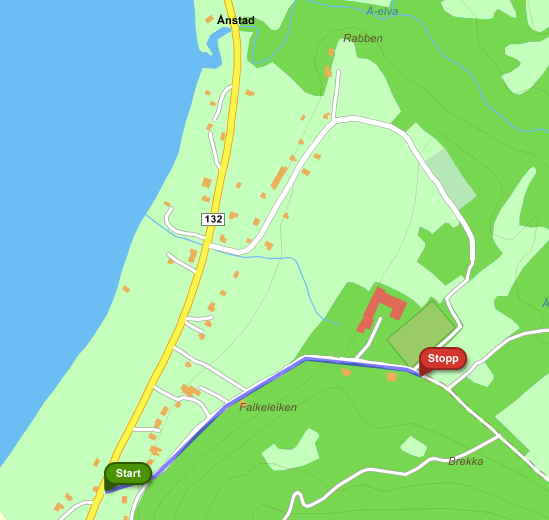 Å-elva
Ånstad
Rabben
132
Å
Stopp
Falkeleiken
Brekka
Start